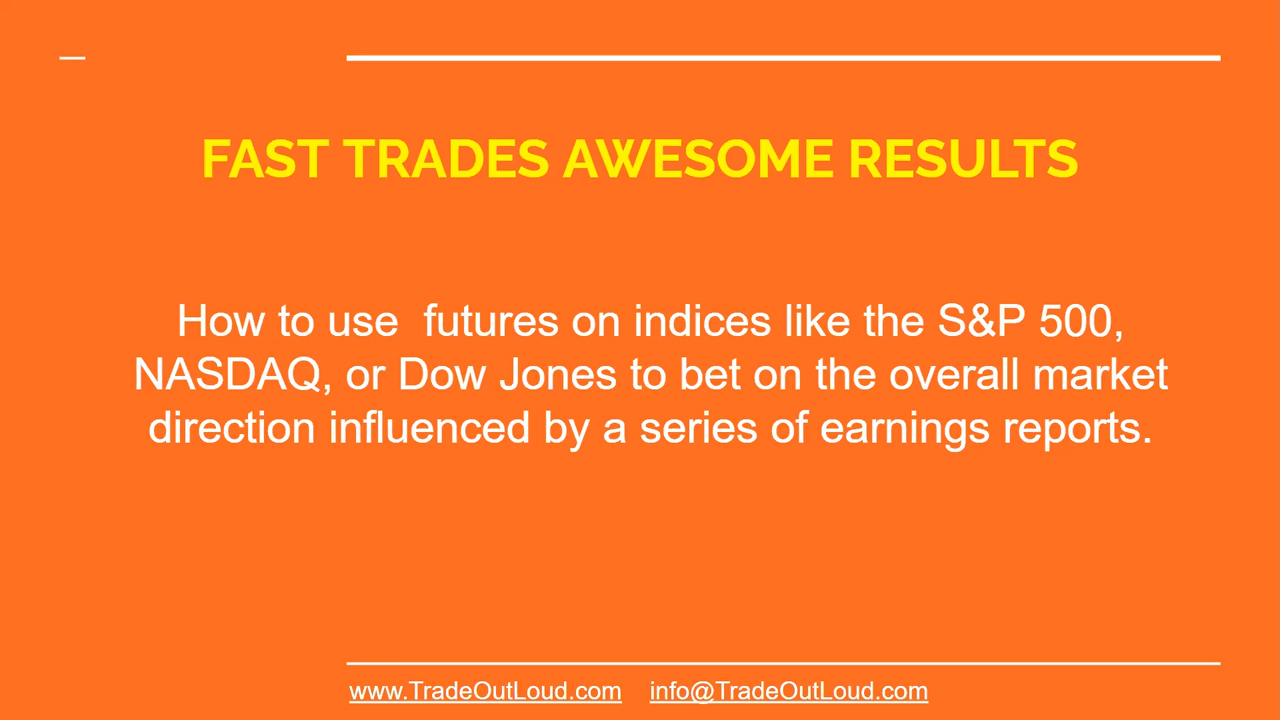 FAST TRADES AWESOME RESULTS
How to use  futures on indices like the S&P 500,
NASDAQ, or Dow Jones to bet on the overall market
direction influenced by a series of earnings reports.
www.TradeOutLoud.com    info@TradeOutLoud.com